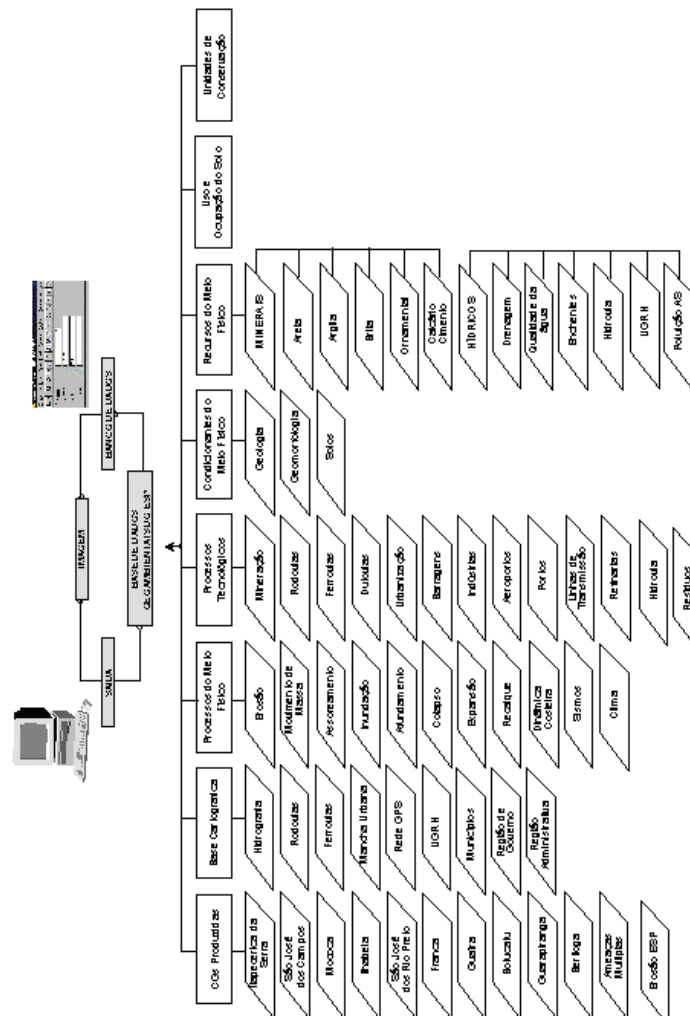 IMAGEM
SAÍDA
BANCO DE DADOS
BASE DE DADOS
GEOAMBIENTAIS DO ESP
CGs Produzidas
Itapecerica da
Serra
São José
dos Campos
Mococa
Ilhabela
São José
dos Rio Preto
Franca
Guaíra
Botucatu
Guarapiranga
Bertioga
Ameaças
Múltiplas
Erosão ESP
Base Cartográfica
Hidrografia
Rodovias
Ferrovias
Mancha Urbana
Rede GPS
UGRH
Municípios
Região de
Governo
Região
Administrativa
Processos do Meio
Físico
Erosão
Movimento de
Massa
Assoreamento
Inundação
Afundamento
Colapso
Expansão
Recalque
Dinâmica
Costeira
Sismos
Clima
Processos
Tecnológicos
Mineração
Rodovias
Ferrovias
Dutovias
Urbanização
Barragens
Indústrias
Aeroportos
Portos
Linhas de
Transmissão
Refinarias
Hidrovia
Resíduos
Condicionantes do
Meio Físico
Geologia
Geomorfologia
Solos
Recursos do Meio
Físico
MINERAIS
Areia
Argila
Brita
Ornamental
Calcário
Cimento
HÍDRICOS
Drenagem
Qualidade da
água
Enchentes
Hidrovia
UGRH
Poluição AS
Uso e
Ocupação do Solo
Unidades de
Conservação